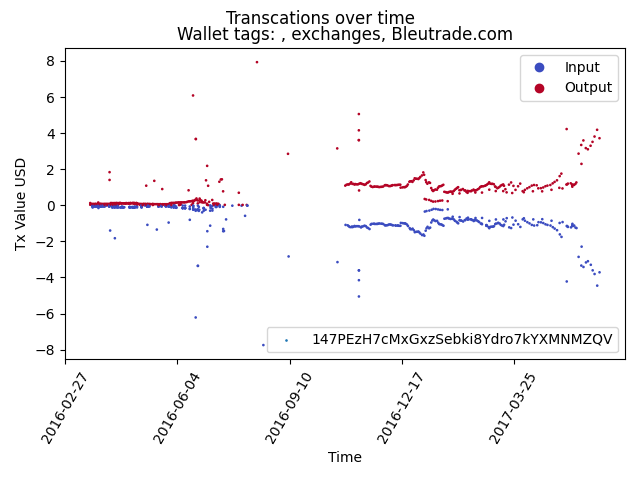 Transcations over time
Wallet tags: , exchanges, Bleutrade.com
8
6
4
2
0
−2
−4
−6
−8
Tx Value USD
Input
Output
147PEzH7cMxGxzSebki8Ydro7kYXMNMZQV
2016-02-27
2016-06-04
2016-09-10
2016-12-17
2017-03-25
Time